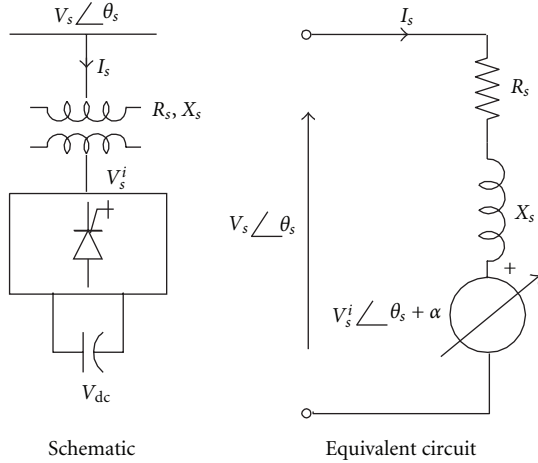 V_s∠θ_s
I_s
R_s, X_s
V_s^i
V_dc
Schematic
I_s
R_s
X_s
V_s∠θ_s
+
V_s^i∠θ_s + α
Equivalent circuit